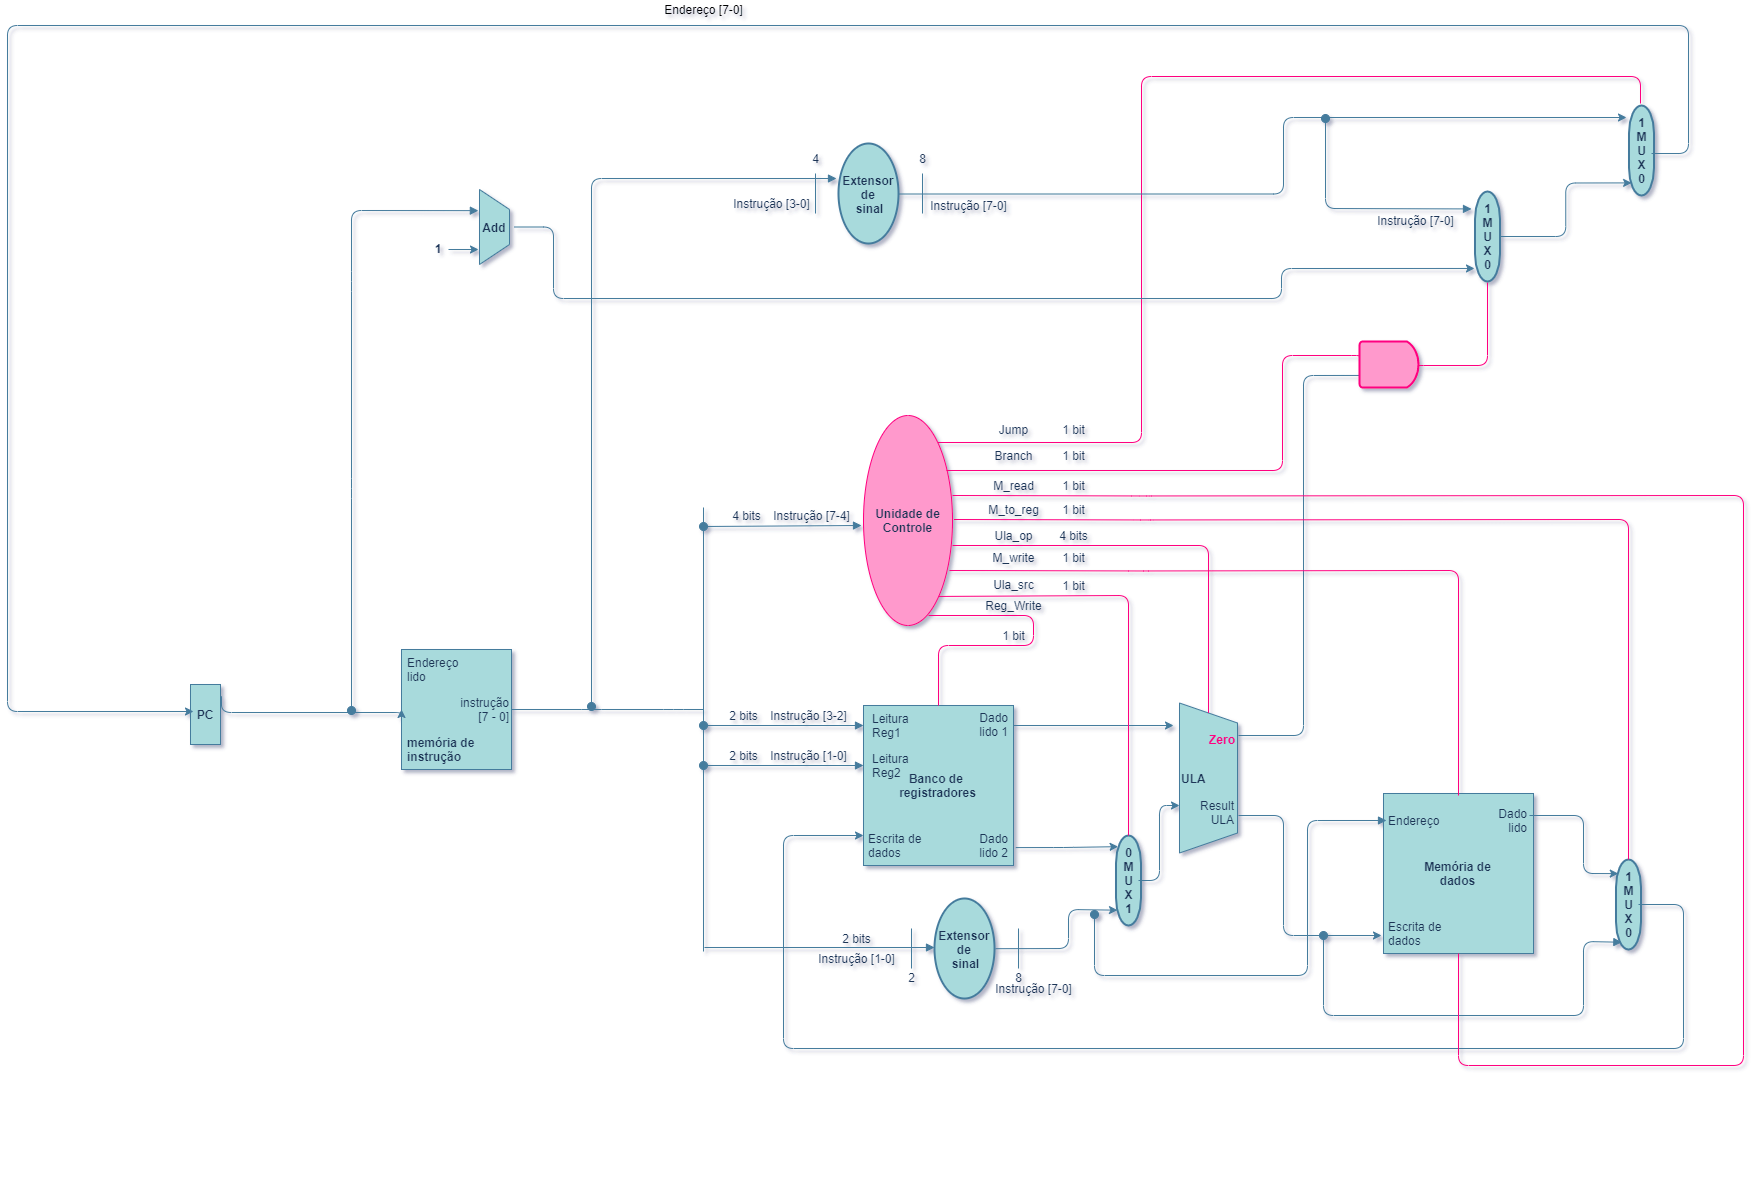 Endereço [7-0]
1
M
U
X
0
4
8
Extensor
de
sinal
Instrução [3-0]
Instrução [7-0]
Instrução [7-0]
1
M
U
X
0
Add
1
Jump 1 bit
Branch 1 bit
M_read 1 bit
M_to_reg 1 bit
Ula_op 4 bits
M_write 1 bit
Ula_src 1 bit
Reg_Write
1 bit
Unidade de
Controle
4 bits Instrução [7-4]
Endereço
lido
instrução
[7 - 0]
memória de
instrução
PC
2 bits Instrução [3-2]
2 bits Instrução [1-0]
Leitura
Reg1
Leitura
Reg2
Banco de
registradores
Dado
lido 1
Escrita de
dados
Dado
lido 2
Zero
ULA
Result
ULA
0
M
U
X
1
Endereço
Dado
lido
Memória de
dados
Escrita de
dados
1
M
U
X
0
2 bits
Instrução [1-0]
2
Extensor
de
sinal
8
Instrução [7-0]